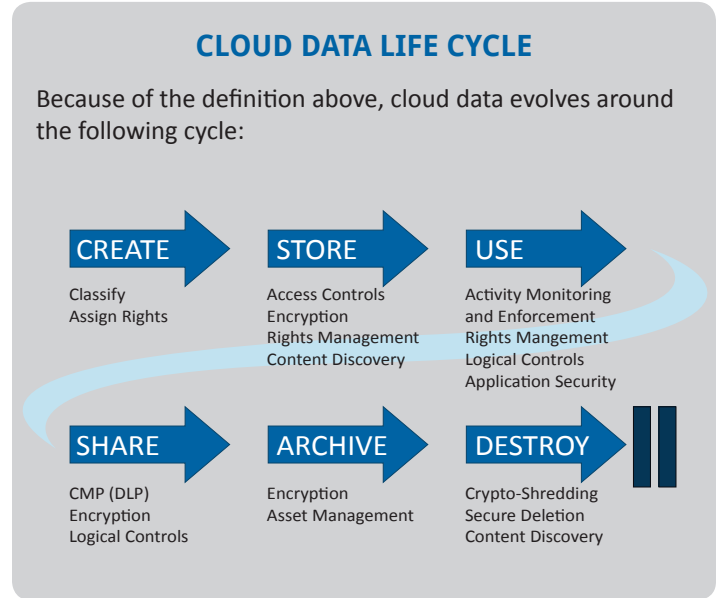 CLOUD DATA LIFE CYCLE
Because of the definition above, cloud data evolves around
the following cycle:
CREATE
Classify
Assign Rights
STORE
Access Controls
Encryption
Rights Management
Content Discovery
USE
Activity Monitoring
and Enforcement
Rights Mangement
Logical Controls
Application Security
SHARE
CMP (DLP)
Encryption
Logical Controls
ARCHIVE
Encryption
Asset Management
DESTROY
Crypto-Shredding
Secure Deletion
Content Discovery